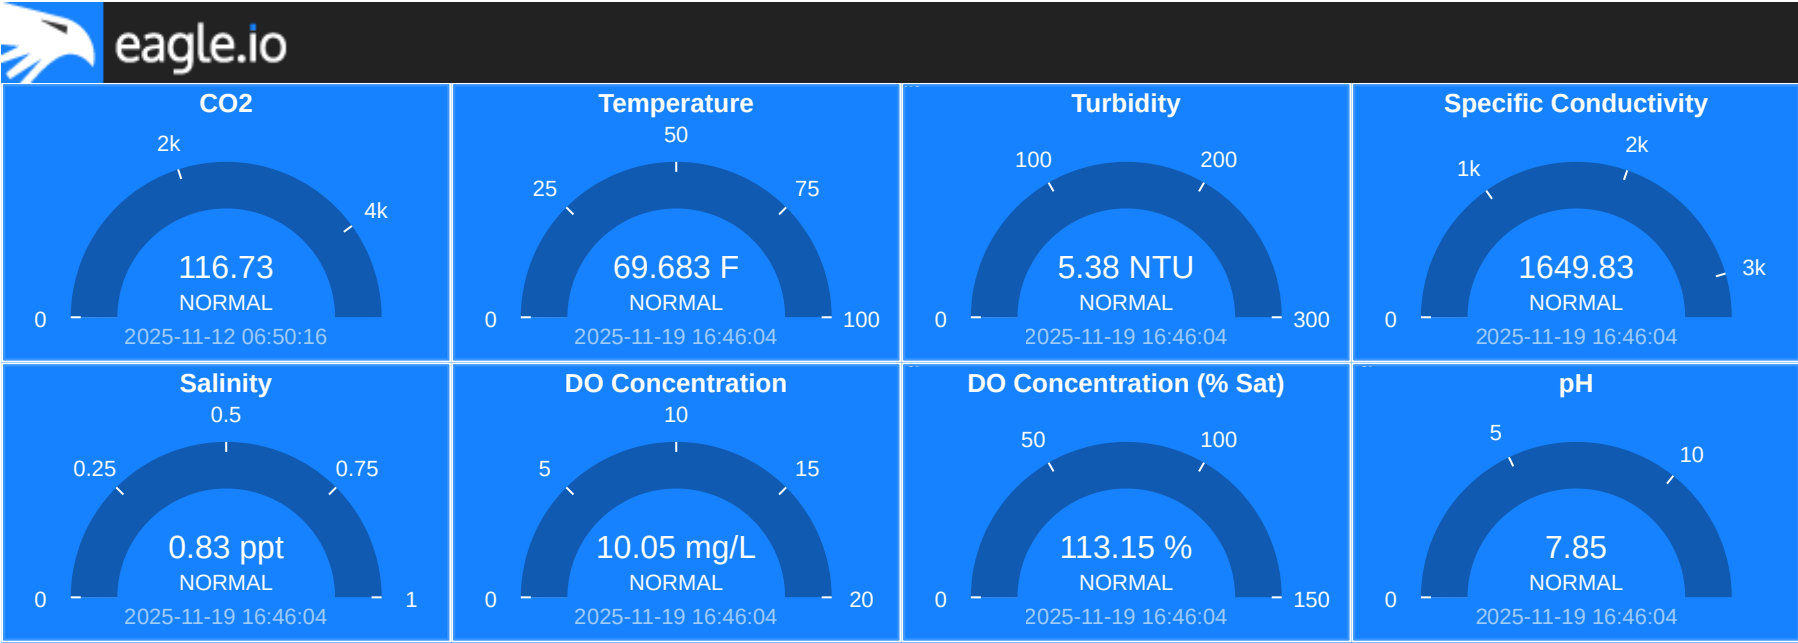 eagle.io
CO2
2k
4k
0
116.73
NORMAL
2025-11-12 06:50:16
Temperature
50
25
75
0
100
69.683 F
NORMAL
2025-11-19 16:46:04
Turbidity
100
200
0
300
5.38 NTU
NORMAL
2025-11-19 16:46:04
Specific Conductivity
2k
1k
3k
0
1649.83
NORMAL
2025-11-19 16:46:04
Salinity
0.5
0.25
0.75
0
1
0.83 ppt
NORMAL
2025-11-19 16:46:04
DO Concentration
10
5
15
0
20
10.05 mg/L
NORMAL
2025-11-19 16:46:04
DO Concentration (% Sat)
50
100
0
150
113.15 %
NORMAL
2025-11-19 16:46:04
pH
5
10
0
7.85
NORMAL
2025-11-19 16:46:04